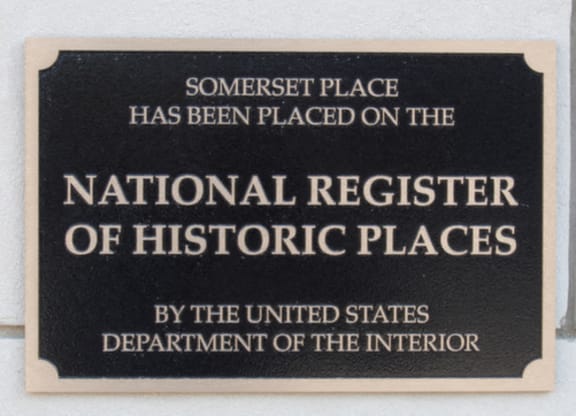 SOMERSET PLACE
HAS BEEN PLACED ON THE
NATIONAL REGISTER
OF HISTORIC PLACES
BY THE UNITED STATES
DEPARTMENT OF THE INTERIOR